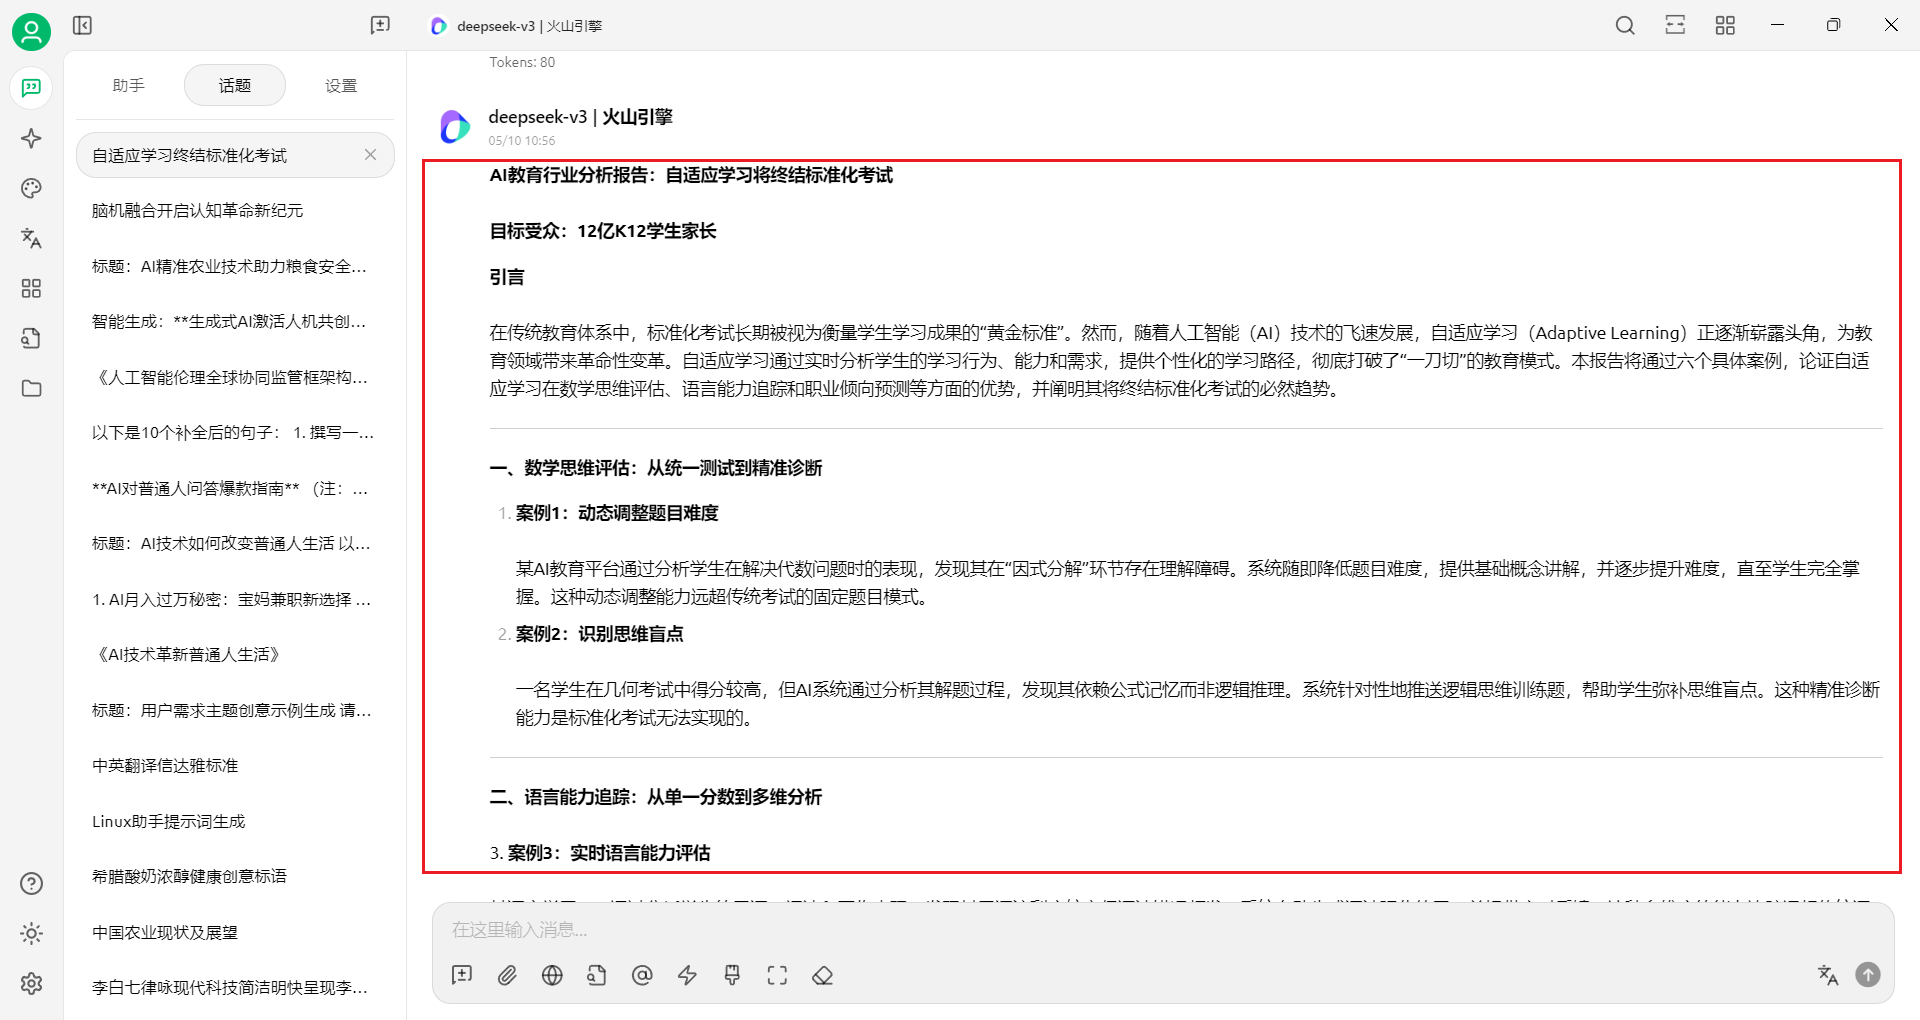 deepseek-v3 | 火山引擎
助手
话题
设置
自适应学习终结标准化考试
脑机融合开启认知革命新纪元
标题：AI精准农业技术助力粮食安全...
智能生成：**生成式AI激活人机共创...
《人工智能伦理全球协同监管框架构...
以下是10个补全后的句子： 1. 撰写一...
**AI对普通人问答爆款指南** （注：...
标题：AI技术如何改变普通人生活 以...
1. AI月入过万秘密：宝妈兼职新选择 ...
《AI技术革新普通人生活》
标题：用户需求主题创意示例生成 请...
中英翻译信达雅标准
Linux助手提示词生成
希腊酸奶浓醇健康创意标语
中国农业现状及展望
李白七律咏现代科技简洁明快呈现李...
Tokens: 80
deepseek-v3 | 火山引擎
05/10 10:56
AI教育行业分析报告：自适应学习将终结标准化考试
目标受众：12亿K12学生家长
引言
在传统教育体系中，标准化考试长期被视为衡量学生学习成果的“黄金标准”。然而，随着人工智能（AI）技术的飞速发展，自适应学习（Adaptive Learning）正逐渐崭露头角，为教
育领域带来革命性变革。自适应学习通过实时分析学生的学习行为、能力和需求，提供个性化的学习路径，彻底打破了“一刀切”的教育模式。本报告将通过六个具体案例，论证自适
应学习在数学思维评估、语言能力追踪和职业倾向预测等方面的优势，并阐明其将终结标准化考试的必然趋势。
一、数学思维评估：从统一测试到精准诊断
1. 案例1：动态调整题目难度
某AI教育平台通过分析学生在解决代数问题时的表现，发现其在“因式分解”环节存在理解障碍。系统随即降低题目难度，提供基础概念讲解，并逐步提升难度，直至学生完全掌
握。这种动态调整能力远超传统考试的固定题目模式。
2. 案例2：识别思维盲点
一名学生在几何考试中得分较高，但AI系统通过分析其解题过程，发现其依赖公式记忆而非逻辑推理。系统针对性地推送逻辑思维训练题，帮助学生弥补思维盲点。这种精准诊断
能力是标准化考试无法实现的。
二、语言能力追踪：从单一分数到多维分析
3. 案例3：实时语言能力评估
在这里输入消息...